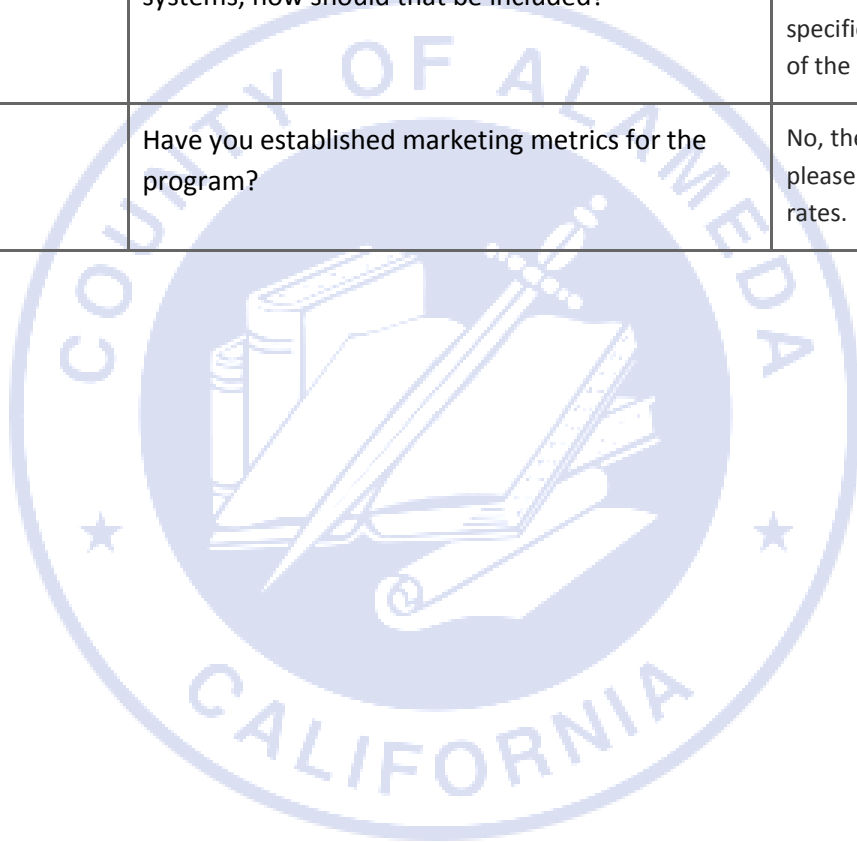 systems, how should that be included?
of the
Have you established marketing metrics for the
program?
No, the
please
rates.
COUNTY OF ALAMEDA
CALIFORNIA